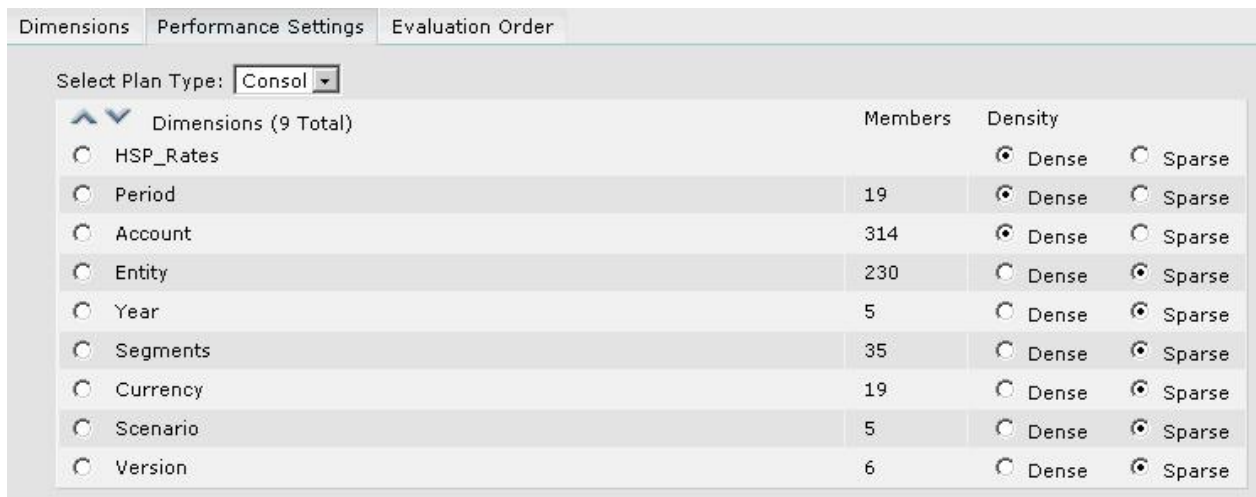 Dimensions Performance Settings Evaluation Order
Select Plan Type: Consol
Dimensions (9 Total) Members Density
HSP_Rates Dense Sparse
Period 19 Dense Sparse
Account 314 Dense Sparse
Entity 230 Dense Sparse
Year 5 Dense Sparse
Segments 35 Dense Sparse
Currency 19 Dense Sparse
Scenario 5 Dense Sparse
Version 6 Dense Sparse